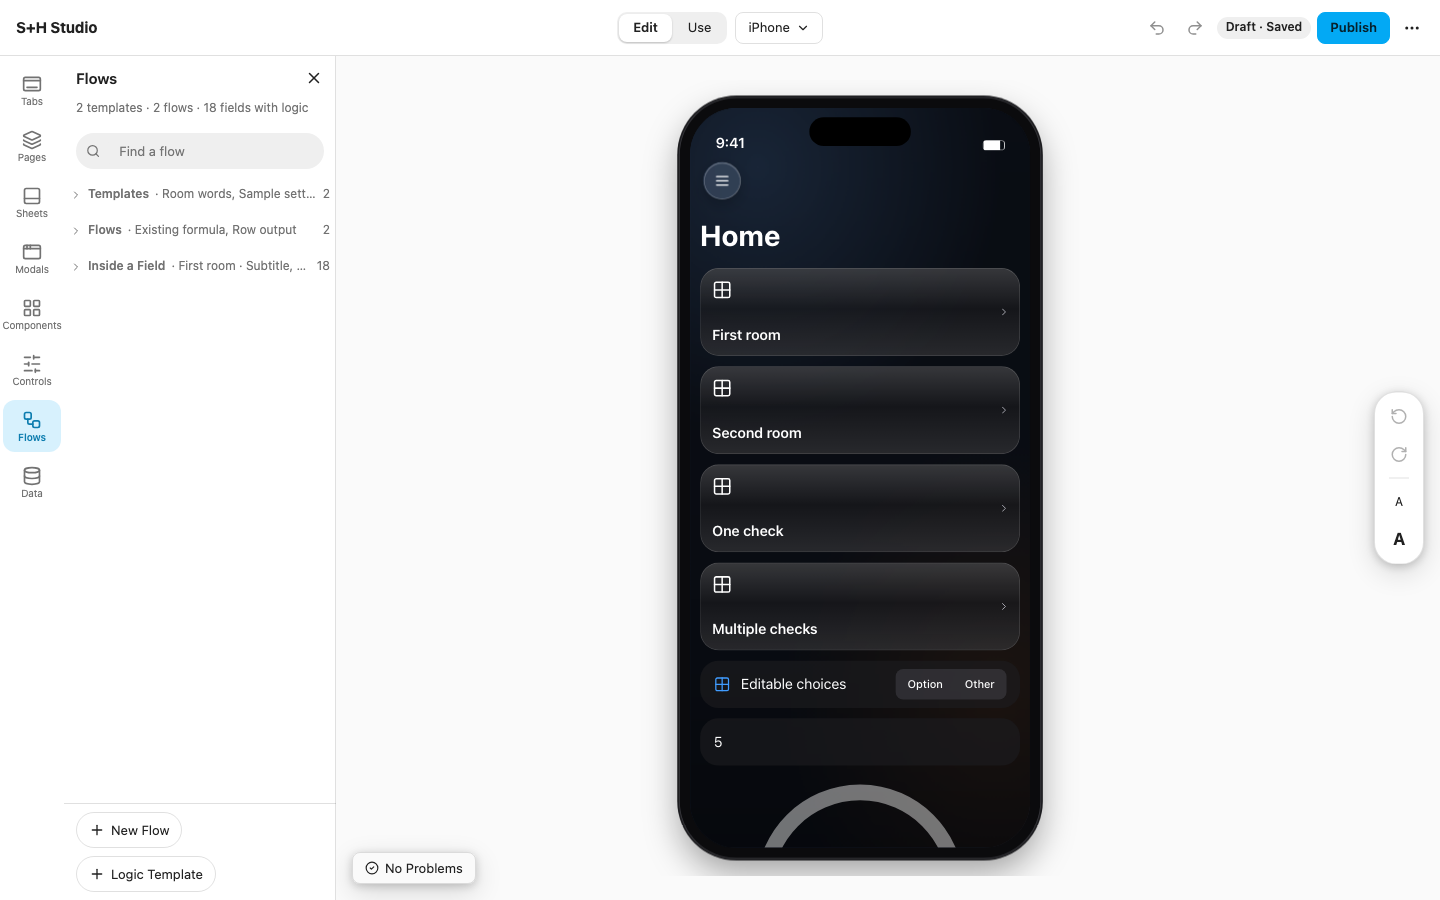 S+H Studio
Edit
Use
iPhone
Draft · Saved
Publish
Tabs
Pages
Sheets
Modals
Components
Controls
Flows
Data
Flows
2 templates · 2 flows · 18 fields with logic
Find a flow
Templates · Room words, Sample sett... 2
Flows · Existing formula, Row output 2
Inside a Field · First room · Subtitle, ... 18
New Flow
Logic Template
No Problems
9:41
Home
First room
Second room
One check
Multiple checks
Editable choices
Option
Other
5
A
A